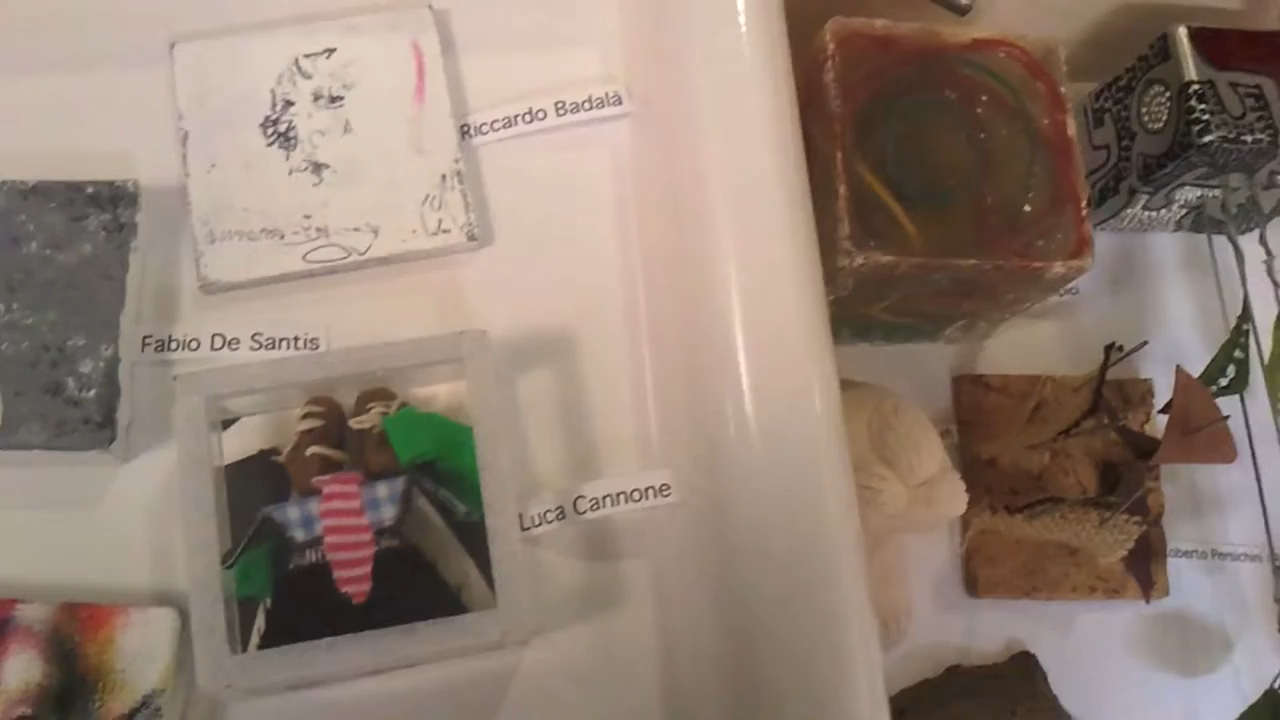 Riccardo Badalà
Fabio De Santis
Luca Cannone
Roberto Persichini